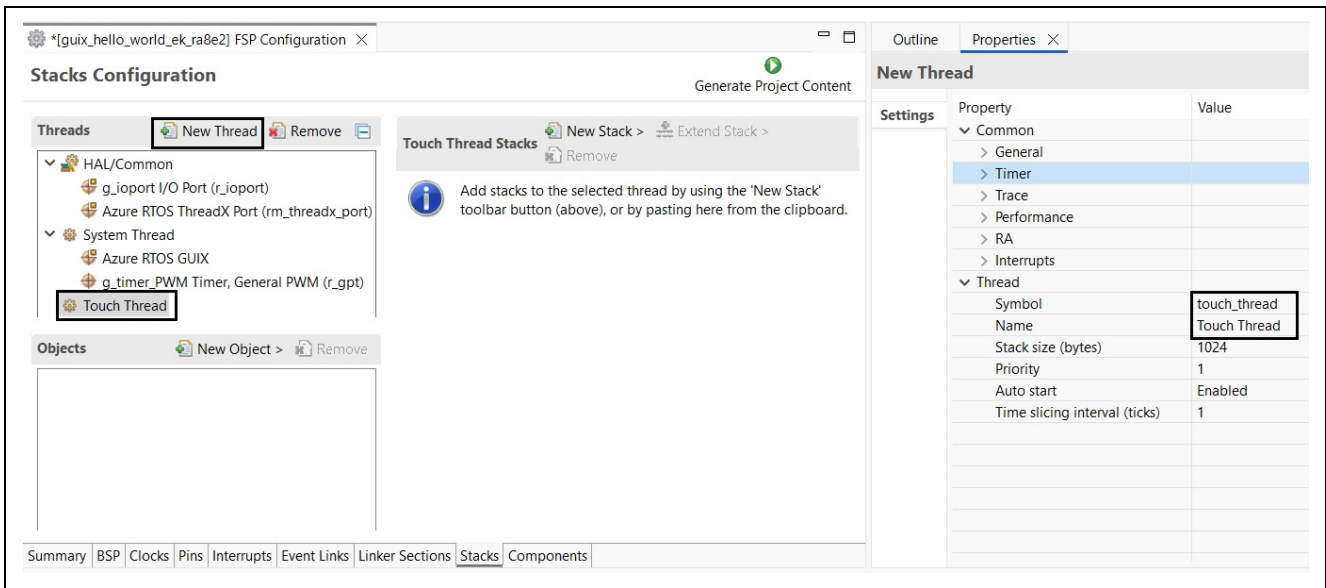 *[guix_hello_world_ek_ra8e2] FSP Configuration
Stacks Configuration
Generate Project Content
Threads
New Thread
Remove
HAL/Common
g_ioport I/O Port (r_ioport)
Azure RTOS ThreadX Port (rm_threadx_port)
System Thread
Azure RTOS GUIX
g_timer_PWM Timer, General PWM (r_gpt)
Touch Thread
Objects
New Object >
Remove
Touch Thread Stacks
New Stack >
Extend Stack >
Remove
Add stacks to the selected thread by using the 'New Stack'
toolbar button (above), or by pasting here from the clipboard.
Summary BSP Clocks Pins Interrupts Event Links Linker Sections Stacks Components
Outline Properties
New Thread
Settings
Property Value
Common
> General
> Timer
> Trace
> Performance
> RA
> Interrupts
Thread
Symbol touch_thread
Name Touch Thread
Stack size (bytes) 1024
Priority 1
Auto start Enabled
Time slicing interval (ticks) 1